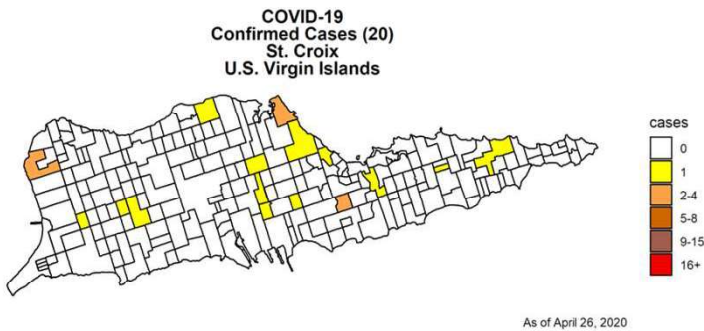 COVID-19
Confirmed Cases (20)
St. Croix
U.S. Virgin Islands
cases
0
1
2-4
5-8
9-15
16+
As of April 26, 2020